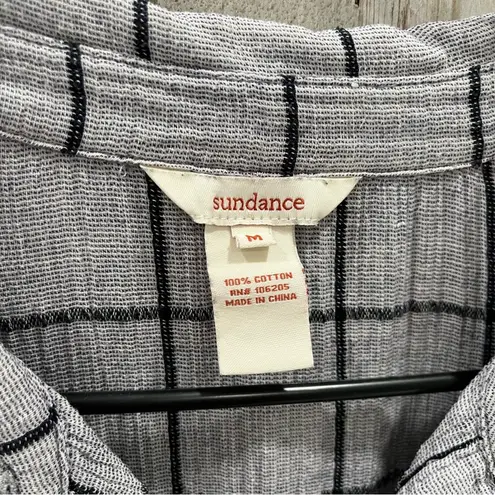 sundance
M
100% COTTON
RN# 106205
MADE IN CHINA